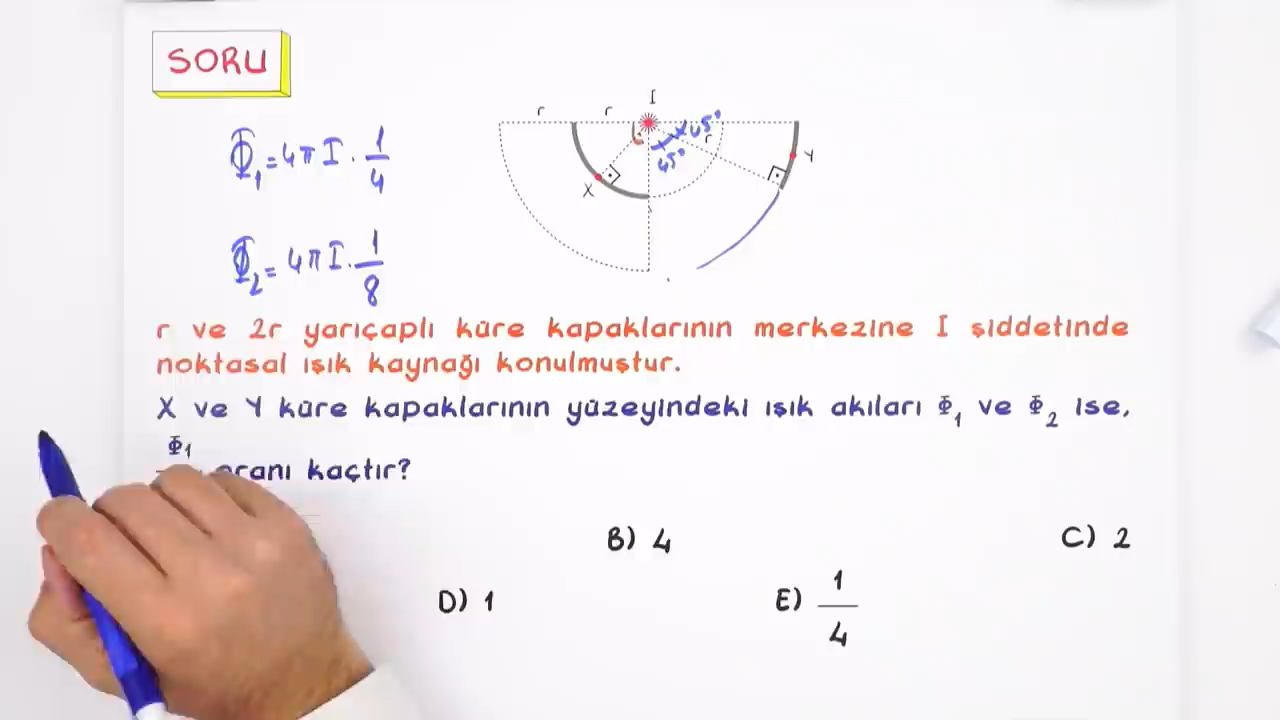 SORU
I
r r
45°
r
45°
Y
X
Φ₁ = 4πI · 1/4
Φ₂ = 4πI · 1/8
r ve 2r yarıçaplı küre kapaklarının merkezine I şiddetinde
noktasal ışık kaynağı konulmuştur.
X ve Y küre kapaklarının yüzeyindeki ışık akıları Φ₁ ve Φ₂ ise,
Φ₁
oranı kaçtır?
B) 4 C) 2
D) 1 E) 1/4